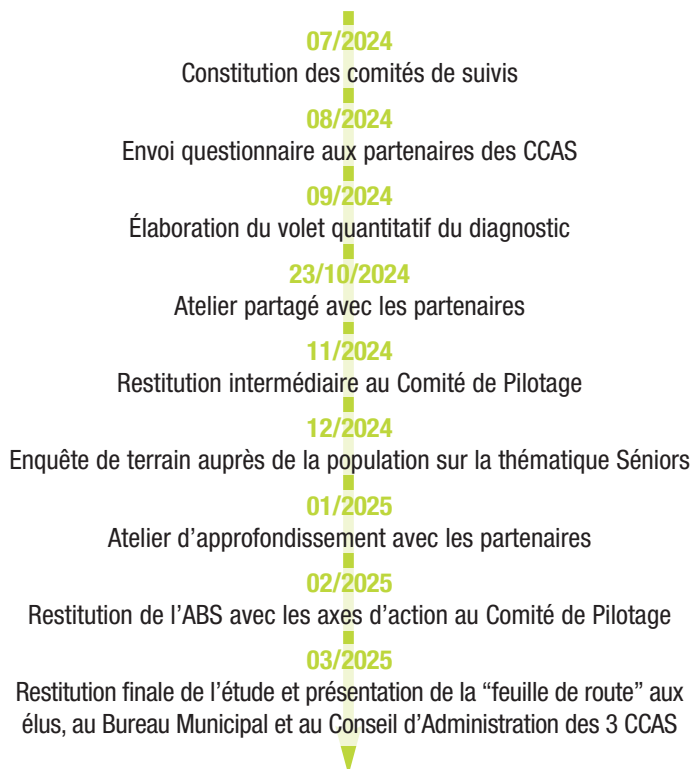 07/2024
Constitution des comités de suivis
08/2024
Envoi questionnaire aux partenaires des CCAS
09/2024
Élaboration du volet quantitatif du diagnostic
23/10/2024
Atelier partagé avec les partenaires
11/2024
Restitution intermédiaire au Comité de Pilotage
12/2024
Enquête de terrain auprès de la population sur la thématique Séniors
01/2025
Atelier d’approfondissement avec les partenaires
02/2025
Restitution de l’ABS avec les axes d’action au Comité de Pilotage
03/2025
Restitution finale de l’étude et présentation de la “feuille de route” aux
élus, au Bureau Municipal et au Conseil d’Administration des 3 CCAS